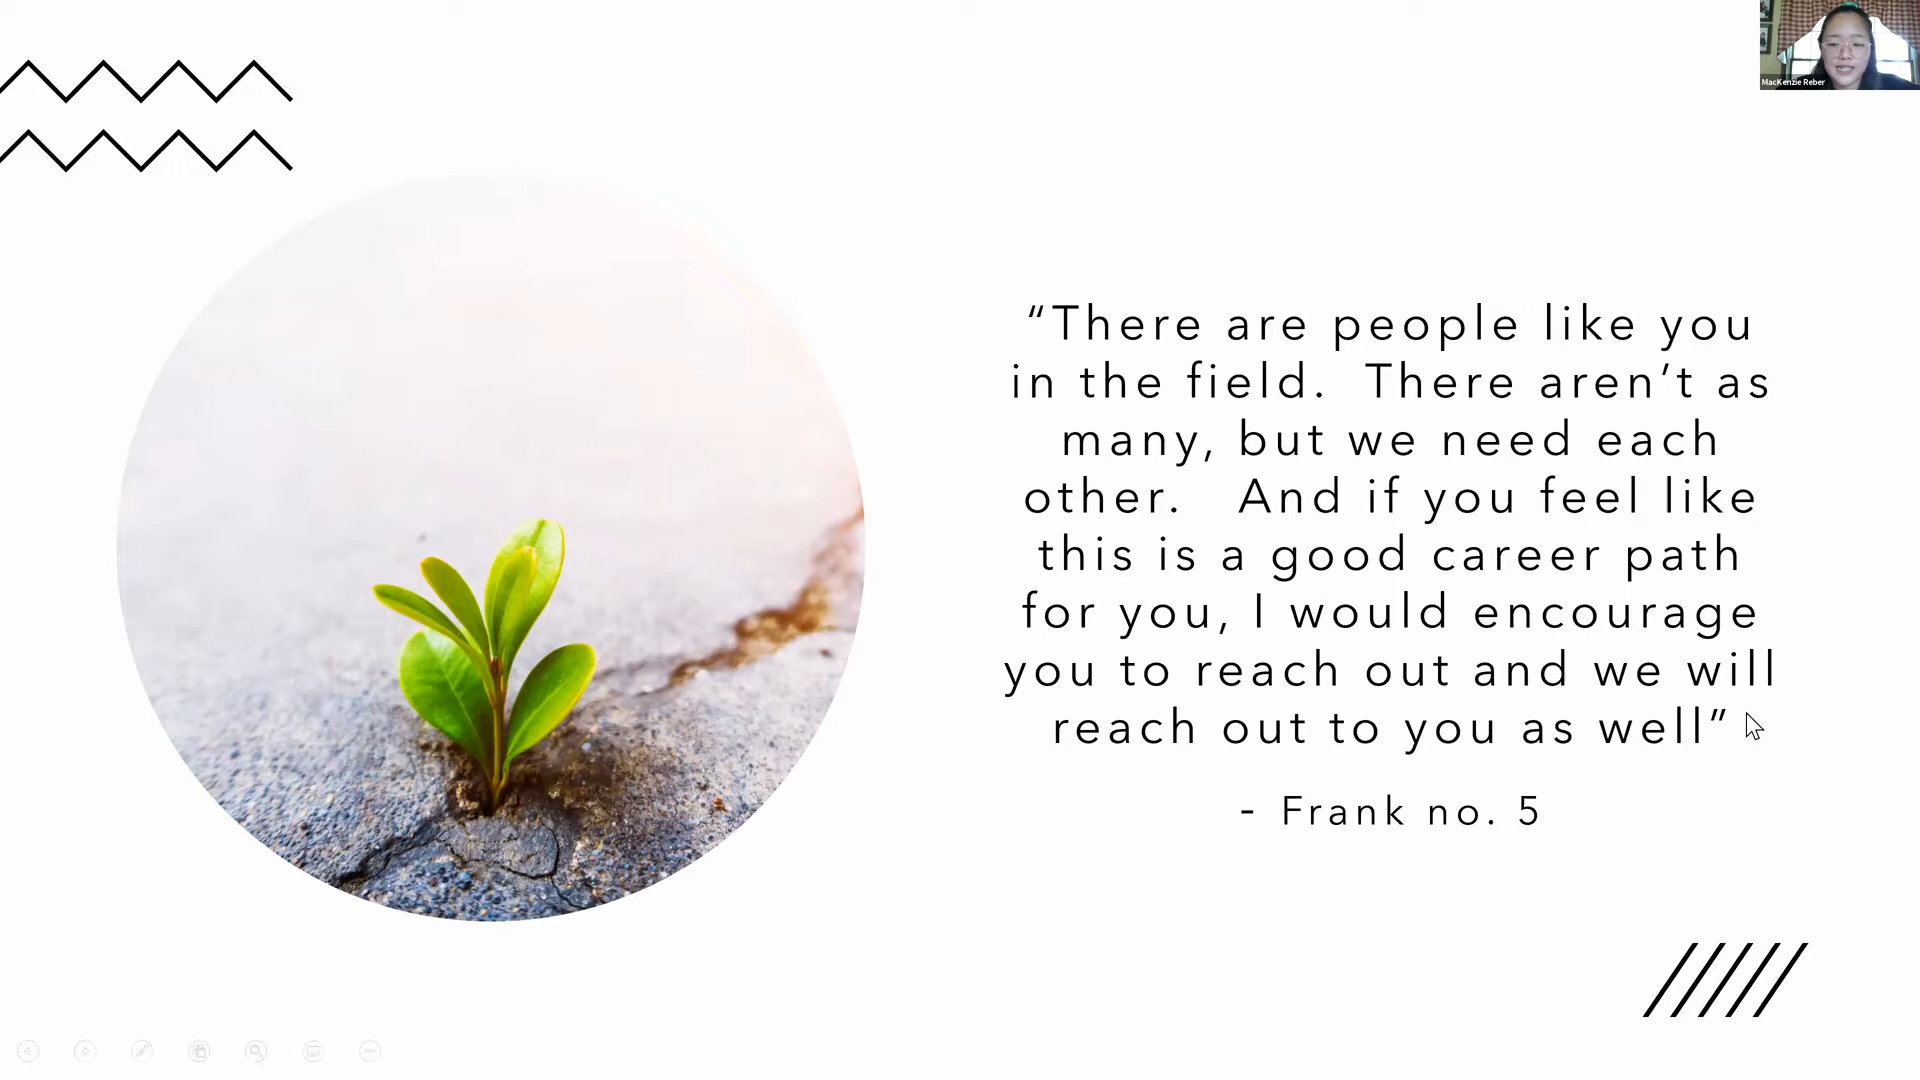 MacKenzie Reber
“There are people like you
in the field.  There aren’t as
many, but we need each
other.   And if you feel like
this is a good career path
for you, I would encourage
you to reach out and we will
reach out to you as well”
- Frank no. 5